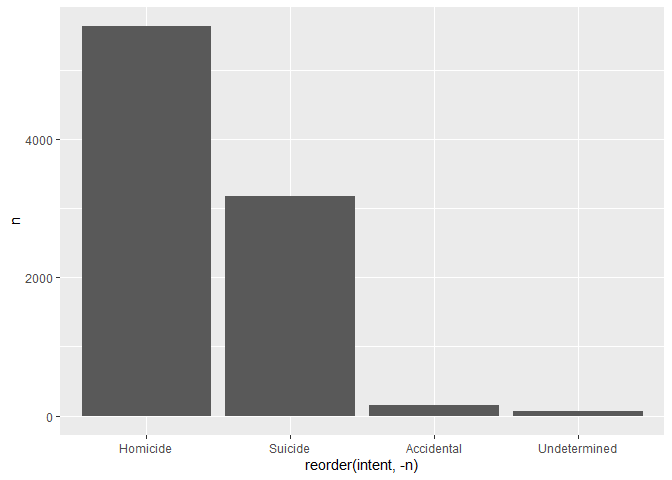 4000
n
2000
0
Homicide Suicide Accidental Undetermined
reorder(intent, -n)